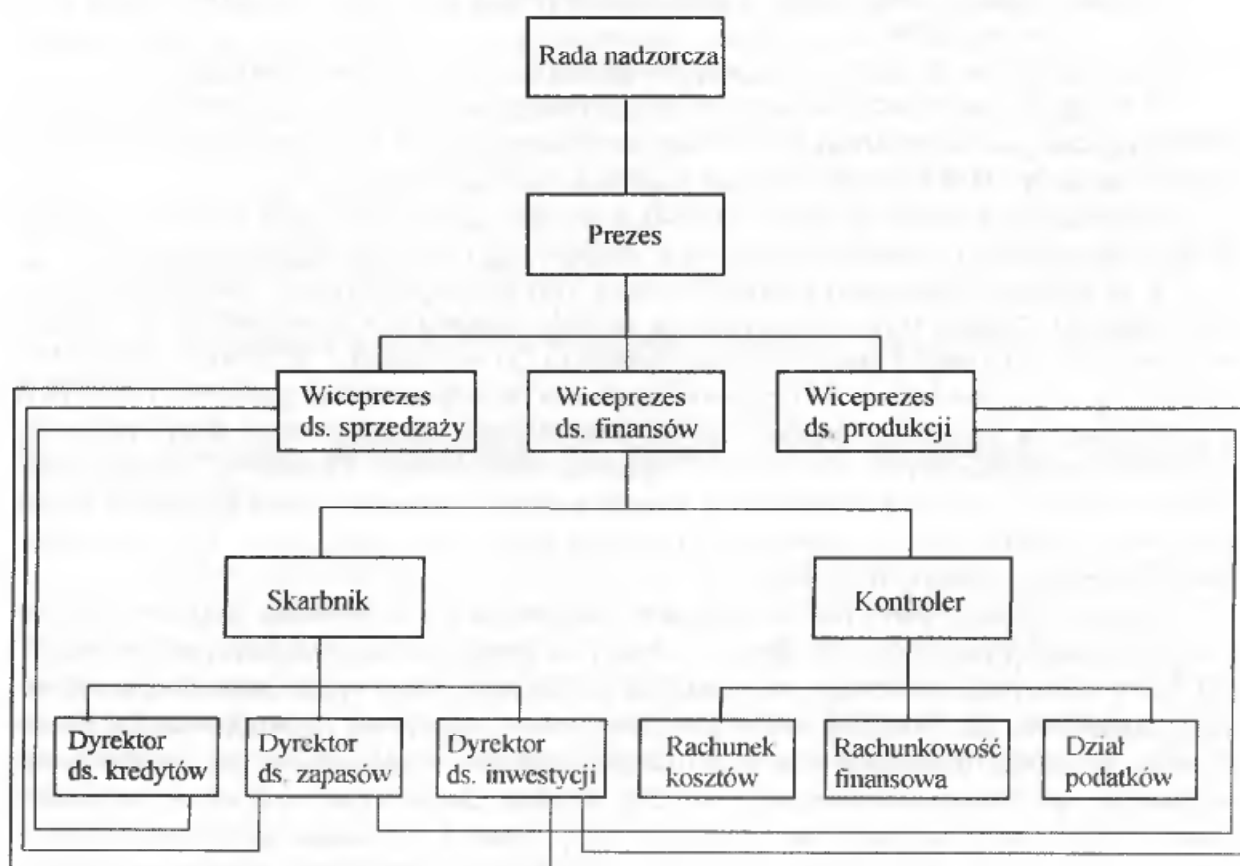 Rada nadzorcza
Prezes
Wiceprezes
ds. sprzedzaży
Wiceprezes
ds. finansów
Wiceprezes
ds. produkcji
Skarbnik
Kontroler
Dyrektor
ds. kredytów
Dyrektor
ds. zapasów
Dyrektor
ds. inwestycji
Rachunek
kosztów
Rachunkowość
finansowa
Dział
podatków